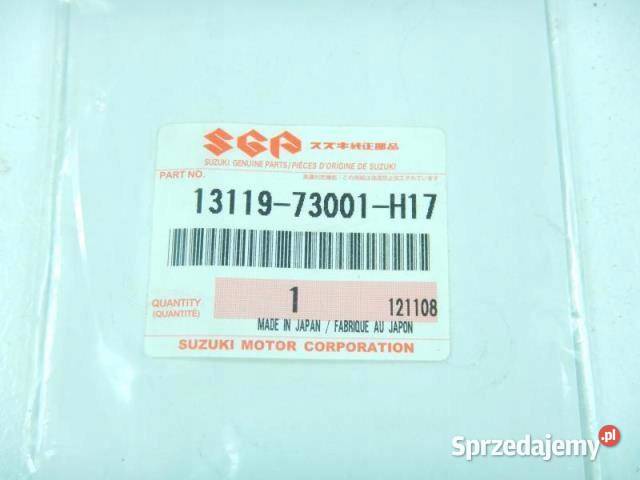 SGP スズキ純正部品
SUZUKI GENUINE PARTS/PIÈCES D'ORIGINE DE SUZUKI
PART NO.
13119-73001-H17
QUANTITY
(QUANTITÉ)
1
121108
MADE IN JAPAN / FABRIQUE AU JAPON
SUZUKI MOTOR CORPORATION
Sprzedajemy.pl